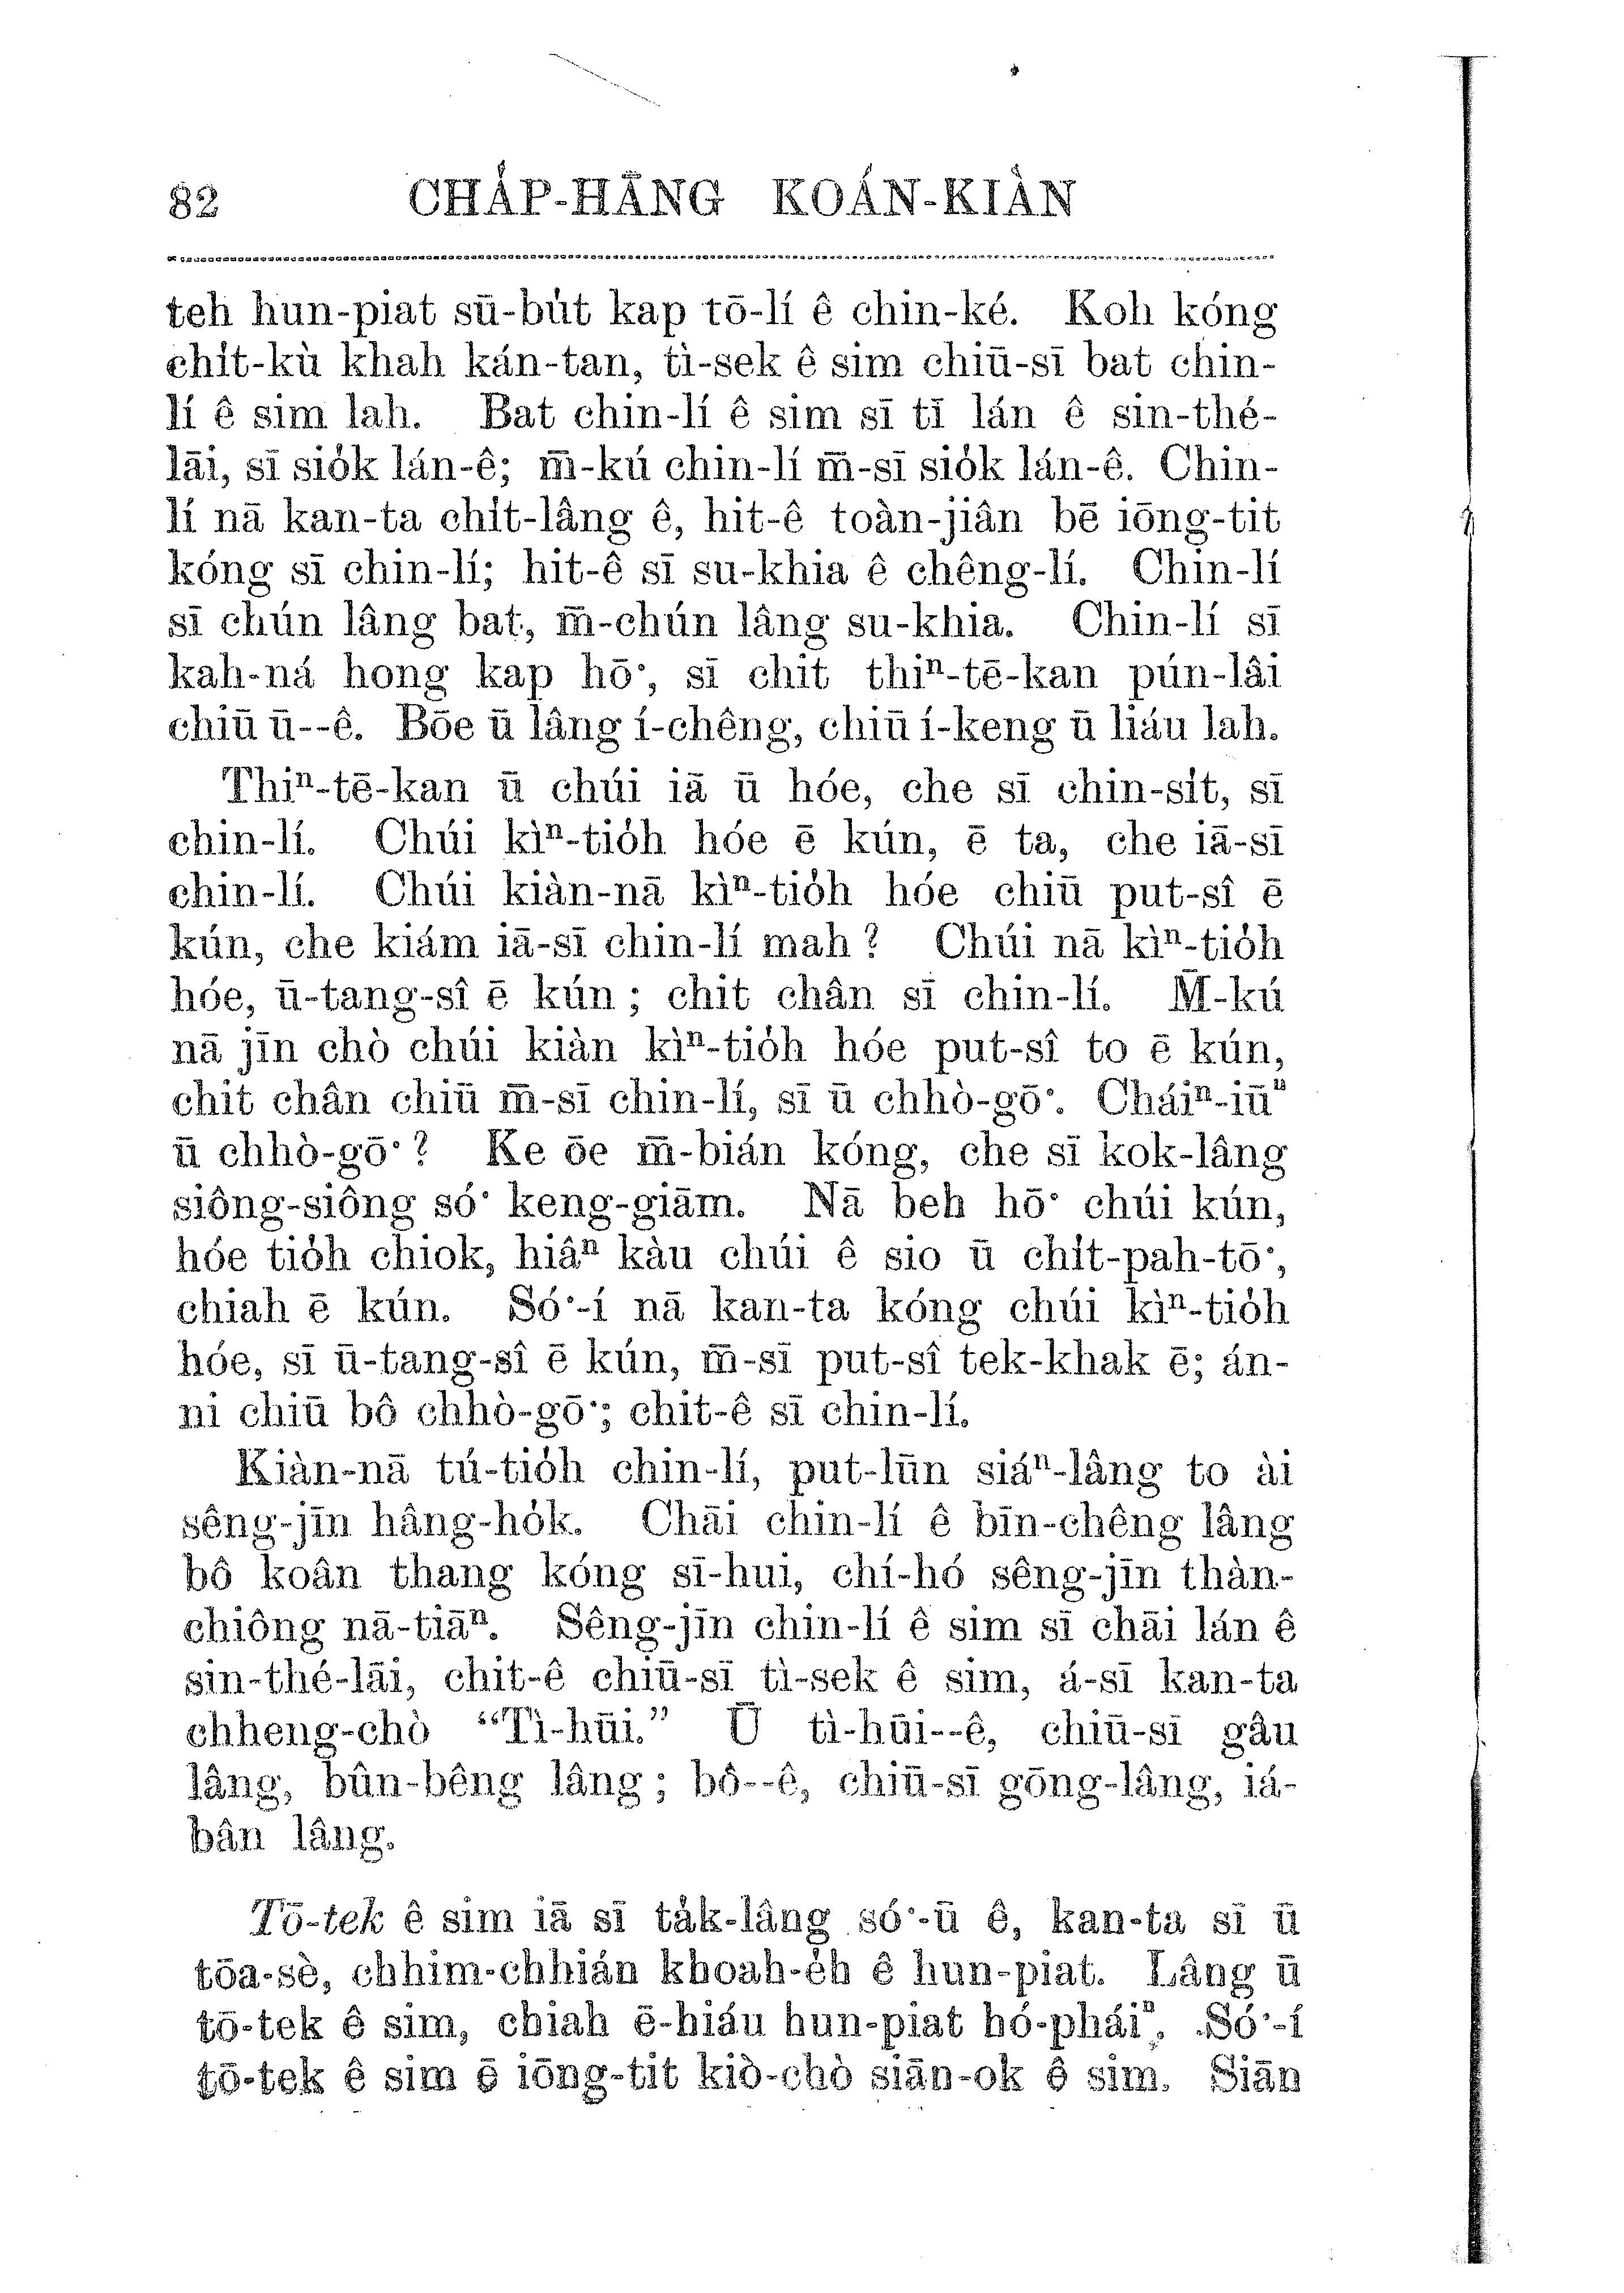 82 CHA̍P-HĀNG KOÁN-KIÀN
teh hun-piat sū-bu̍t kap tō-lí ê chin-ké. Koh kóng
chi̍t-kù khah kán-tan, tì-sek ê sim chiū-sī bat chin-
lí ê sim lah. Bat chin-lí ê sim sī tī lán ê sin-thé-
lāi, sī sio̍k lán-ê; m̄-kú chin-lí m̄-sī sio̍k lán-ê. Chin-
lí nā kan-ta chi̍t-lâng ê, hit-ê toàn-jiân bē iōng-tit
kóng sī chin-lí; hit-ê sī su-khia ê chêng-lí. Chin-lí
sī chún lâng bat, m̄-chún lâng su-khia. Chin-lí sī
kah-ná hong kap hō͘, sī chit thiⁿ-tē-kan pún-lâi
chiū ū--ê. Bōe ū lâng í-chêng, chiū í-keng ū liáu lah.
Thiⁿ-tē-kan ū chúi iā ū hóe, che sī chin-si̍t, sī
chin-lí. Chúi kìⁿ-tio̍h hóe ē kún, ē ta, che iā-sī
chin-lí. Chúi kiàn-nā kìⁿ-tio̍h hóe chiū put-sî ē
kún, che kiám iā-sī chin-lí mah? Chúi nā kìⁿ-tio̍h
hóe, ū-tang-sî ē kún; chit chân sī chin-lí. M̄-kú
nā jīn chò chúi kiàn kìⁿ-tio̍h hóe put-sî to ē kún,
chit chân chiū m̄-sī chin-lí, sī ū chhò-gō͘. Cháiⁿ-iūⁿ
ū chhò-gō͘? Ke ōe m̄-bián kóng, che sī kok-lâng
siông-siông só͘ keng-giām. Nā beh hō͘ chúi kún,
hóe tio̍h chiok, hiâⁿ kàu chúi ê sio ū chi̍t-pah-tō͘,
chiah ē kún. Só͘-í nā kan-ta kóng chúi kìⁿ-tio̍h
hóe, sī ū-tang-sî ē kún, m̄-sī put-sî tek-khak ē; án-
ni chiū bô chhò-gō͘; chit-ê sī chin-lí.
Kiàn-nā tú-tio̍h chin-lí, put-lūn siáⁿ-lâng to ài
sêng-jīn hâng-ho̍k. Chāi chin-lí ê bīn-chêng lâng
bô koân thang kóng sī-hui, chí-hó sêng-jīn thàn-
chiông nā-tiāⁿ. Sêng-jīn chin-lí ê sim sī chāi lán ê
sin-thé-lāi, chit-ê chiū-sī tì-sek ê sim, á-sī kan-ta
chheng-chò “Tì-hūi.” Ū tì-hūi--ê, chiū-sī gâu
lâng, bûn-bêng lâng; bô--ê, chiū-sī gōng-lâng, iá-
bân lâng.
Tō-tek ê sim iā sī ta̍k-lâng só͘-ū ê, kan-ta sī ū
tōa-sè, chhim-chhián khoah-e̍h ê hun-piat. Lâng ū
tō-tek ê sim, chiah ē-hiáu hun-piat hó-pháiⁿ. Só͘-í
tō-tek ê sim ē iōng-tit kiò-chò siān-ok ê sim. Siān